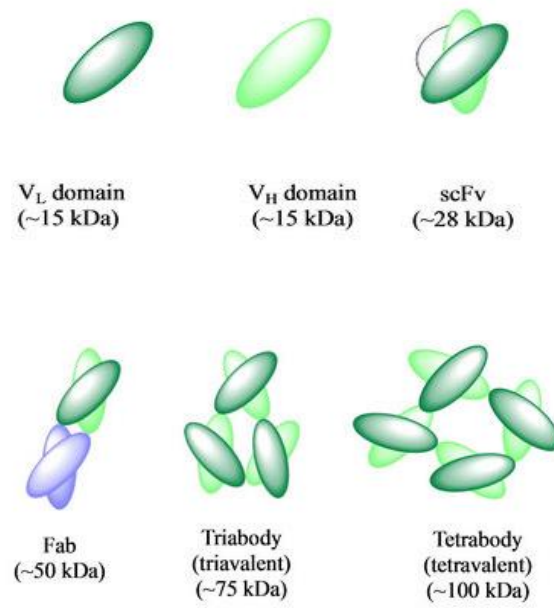 V_L domain
(~15 kDa)
V_H domain
(~15 kDa)
scFv
(~28 kDa)
Fab
(~50 kDa)
Triabody
(triavalent)
(~75 kDa)
Tetrabody
(tetravalent)
(~100 kDa)